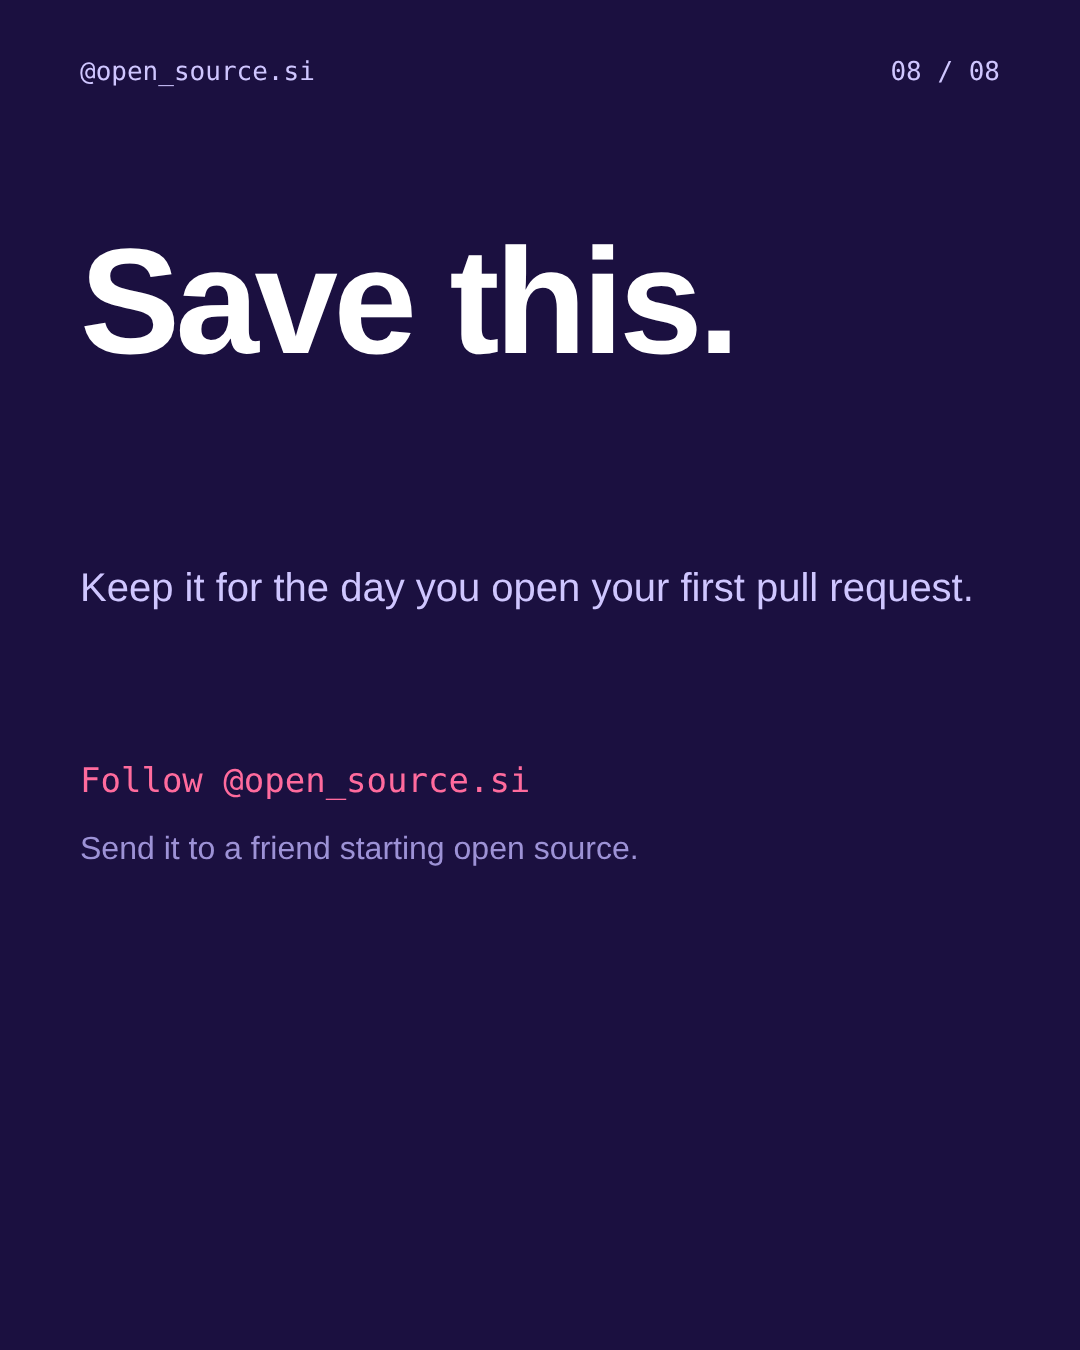 @open_source.si
08 / 08
Save this.
Keep it for the day you open your first pull request.
Follow @open_source.si
Send it to a friend starting open source.